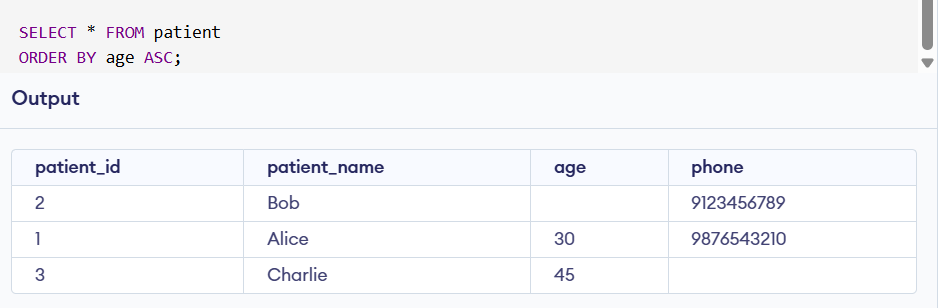 SELECT * FROM patient
ORDER BY age ASC;
Output
patient_id patient_name age phone
2 Bob 9123456789
1 Alice 30 9876543210
3 Charlie 45